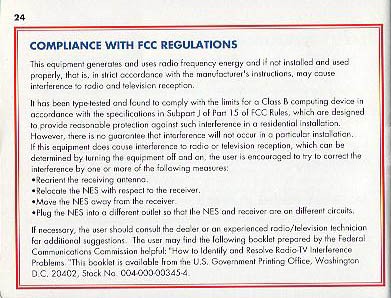 24
COMPLIANCE WITH FCC REGULATIONS
This equipment generates and uses radio frequency energy and if not installed and used
properly, that is, in strict accordance with the manufacturer's instructions, may cause
interference to radio and television reception.
It has been type-tested and found to comply with the limits for a Class B computing device in
accordance with the specifications in Subpart J of Part 15 of FCC Rules, which are designed
to provide reasonable protection against such interference in a residential installation.
However, there is no guarantee that interference will not occur in a particular installation.
If this equipment does cause interference to radio or television reception, which can be
determined by turning the equipment off and on, the user is encouraged to try to correct the
interference by one or more of the following measures:
•Reorient the receiving antenna.
•Relocate the NES with respect to the receiver.
•Move the NES away from the receiver.
•Plug the NES into a different outlet so that the NES and receiver are on different circuits.
If necessary, the user should consult the dealer or an experienced radio/television technician
for additional suggestions. The user may find the following booklet prepared by the Federal
Communications Commission helpful: "How to Identify and Resolve Radio-TV Interference
Problems. "This booklet is available from the U.S. Government Printing Office, Washington
D.C. 20402, Stock No. 004-000-00345-4.